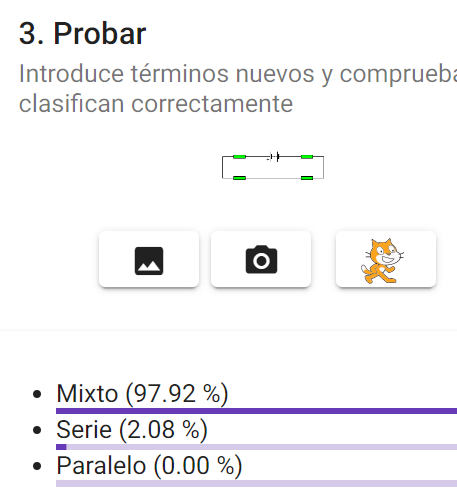 3. Probar
Introduce términos nuevos y comprueba
clasifican correctamente
Mixto (97.92 %)
Serie (2.08 %)
Paralelo (0.00 %)